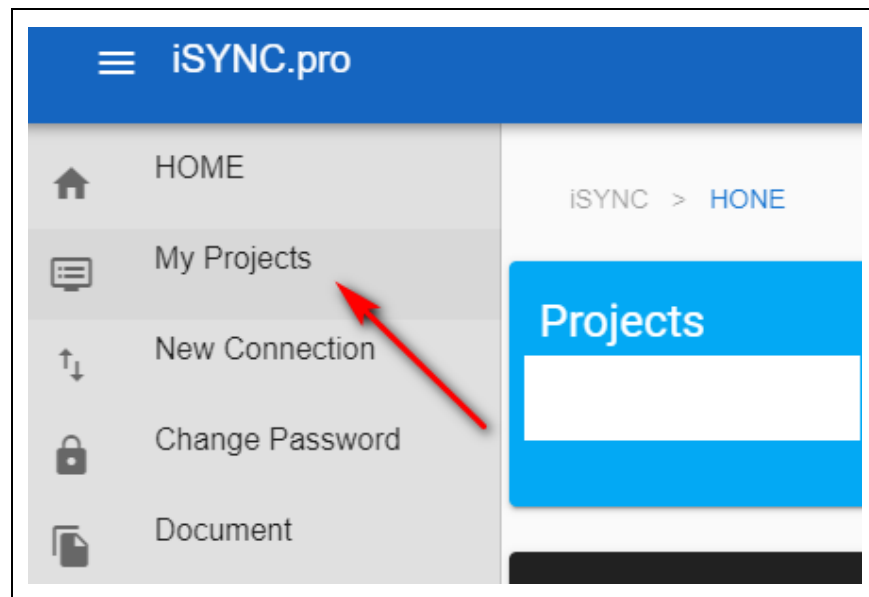 iSYNC.pro
HOME
My Projects
New Connection
Change Password
Document
iSYNC > HONE
Projects